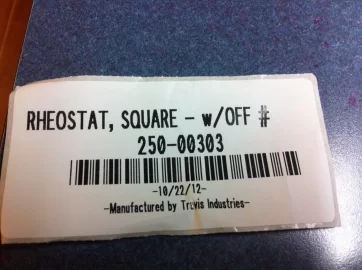 RHEOSTAT, SQUARE - w/OFF #
250-00303
-10/22/12-
-Manufactured by Travis Industries-